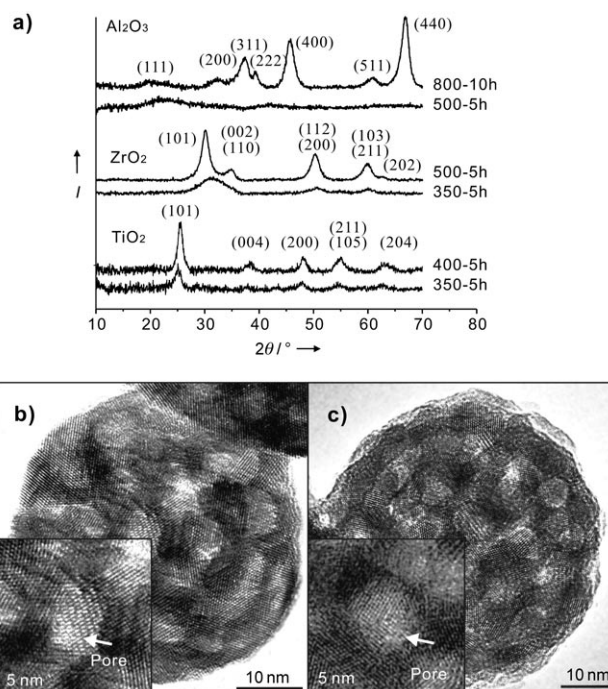 a)
Al₂O₃
(111)
(200)
(311)
(222)
(400)
(511)
(440)
800-10h
500-5h
ZrO₂
(101)
(002)
(110)
(112)
(200)
(103)
(211)
(202)
500-5h
350-5h
TiO₂
(101)
(004)
(200)
(211)
(105)
(204)
400-5h
350-5h
I
10 20 30 40 50 60 70 80
2θ/°
b)
Pore
5 nm
10 nm
c)
Pore
5 nm
10 nm